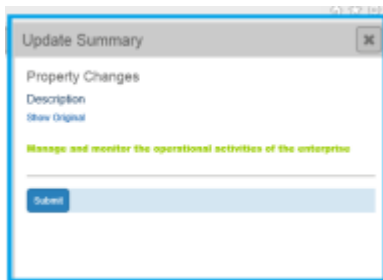 Update Summary
Property Changes
Description
Show Original
Manage and monitor the operational activities of the enterprise
Submit